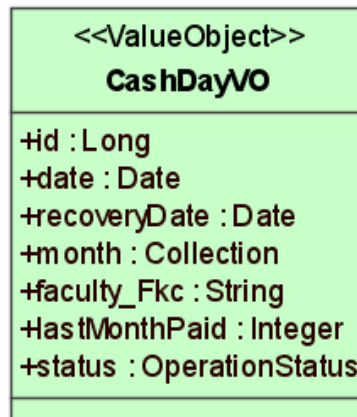 <<ValueObject>>
CashDayVO
+id : Long
+date : Date
+recoveryDate : Date
+month : Collection
+faculty_Fkc : String
+lastMonthPaid : Integer
+status : OperationStatus